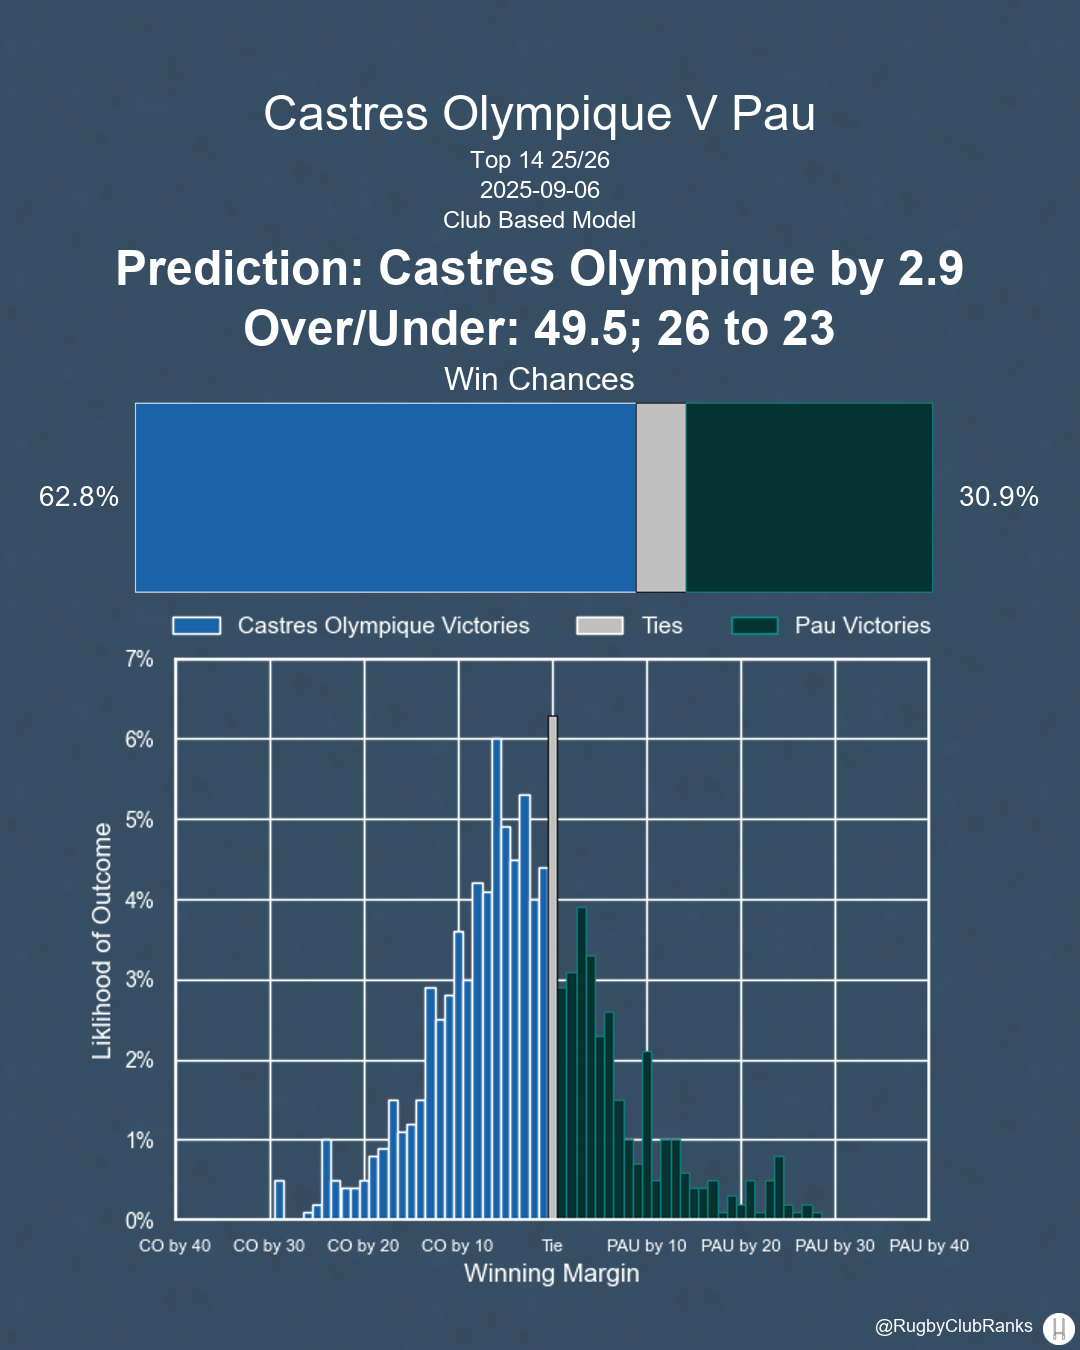 Castres Olympique V Pau
Top 14 25/26
2025-09-06
Club Based Model
Prediction: Castres Olympique by 2.9
Over/Under: 49.5; 26 to 23
Win Chances
62.8%
30.9%
Castres Olympique Victories
Ties
Pau Victories
7%
6%
5%
4%
3%
2%
1%
0%
Liklihood of Outcome
CO by 40 CO by 30 CO by 20 CO by 10 Tie PAU by 10 PAU by 20 PAU by 30 PAU by 40
Winning Margin
@RugbyClubRanks